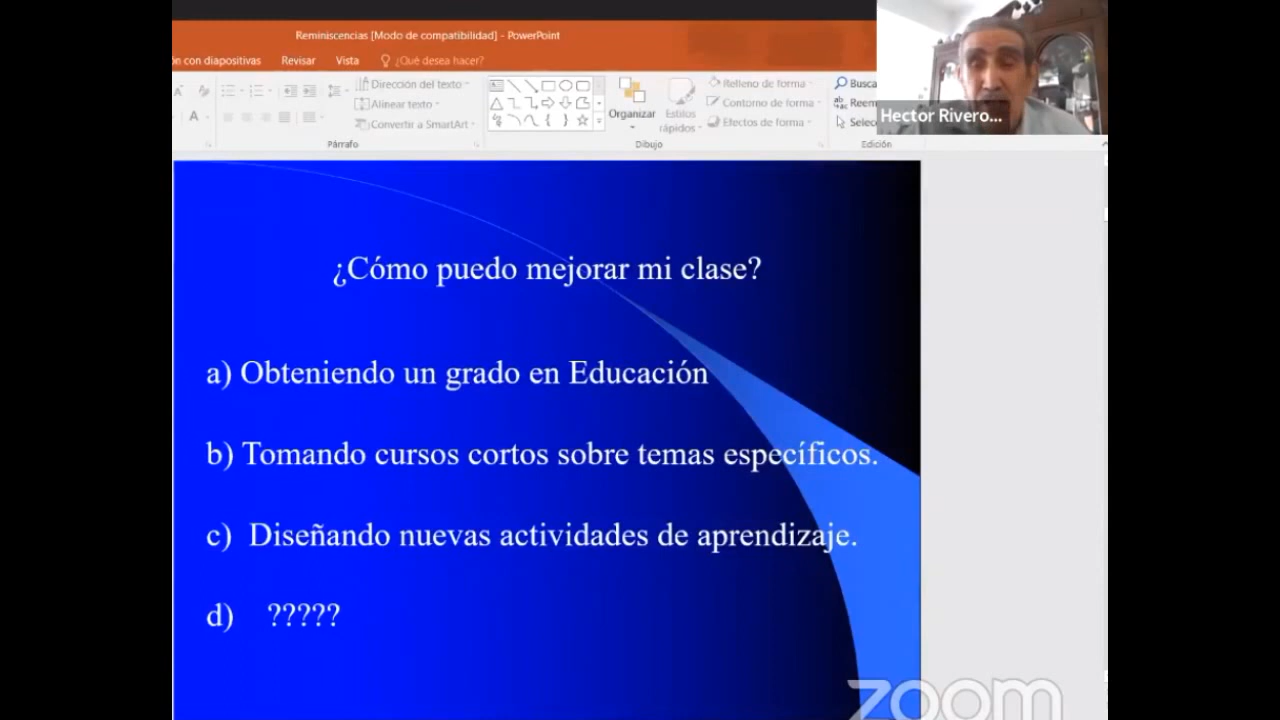 Reminiscencias [Modo de compatibilidad] - PowerPoint
ón con diapositivas Revisar Vista ¿Qué desea hacer?
Dirección del texto
Alinear texto
Convertir a SmartArt
Organizar
Estilos
rápidos
Relleno de forma
Contorno de forma
Efectos de forma
Busca
Reem
Selec
Párrafo Dibujo Edición
Hector Rivero...
¿Cómo puedo mejorar mi clase?
a) Obteniendo un grado en Educación
b) Tomando cursos cortos sobre temas específicos.
c) Diseñando nuevas actividades de aprendizaje.
d) ?????
zoom